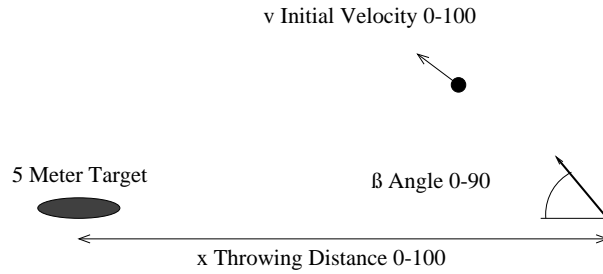 v Initial Velocity 0-100
5 Meter Target
ß Angle 0-90
x Throwing Distance 0-100